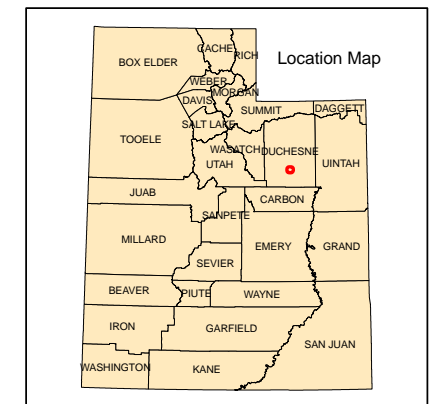 Location Map
CACHE
RICH
BOX ELDER
WEBER
MORGAN
DAVIS
SUMMIT
DAGGETT
SALT LAKE
TOOELE
WASATCH
DUCHESNE
UINTAH
UTAH
JUAB
CARBON
SANPETE
MILLARD
EMERY
GRAND
SEVIER
BEAVER
PIUTE
WAYNE
IRON
GARFIELD
SAN JUAN
WASHINGTON
KANE